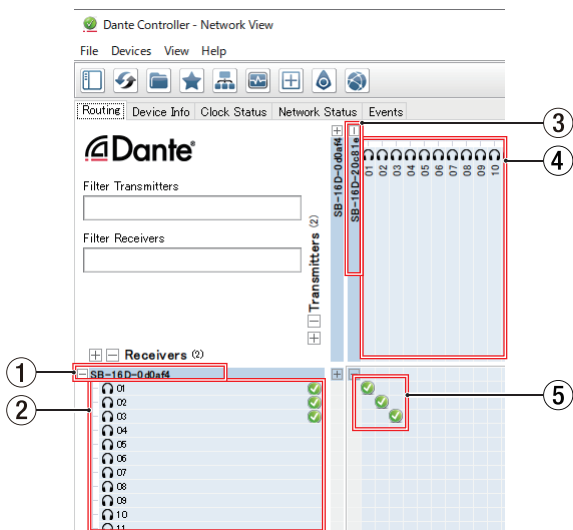 Dante Controller - Network View
File Devices View Help
Routing Device Info Clock Status Network Status Events
Dante
Filter Transmitters
Filter Receivers
Transmitters (2)
SB-16D-0d0af4
SB-16D-20c81e
01 02 03 04 05 06 07 08 09 10
3
4
Receivers (2)
1
SB-16D-0d0af4
2
01
02
03
04
05
06
07
08
09
10
11
5